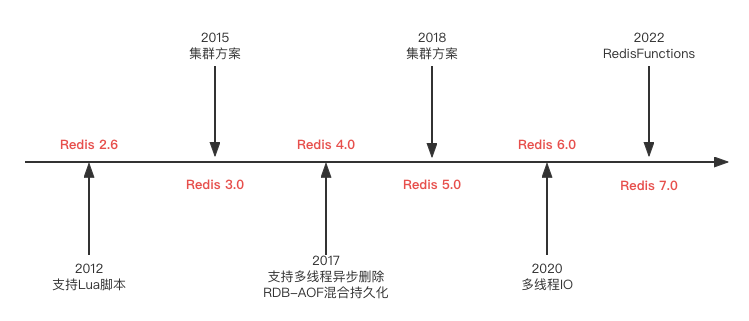 2015
集群方案
2018
集群方案
2022
RedisFunctions
Redis 2.6
Redis 4.0
Redis 6.0
Redis 3.0
Redis 5.0
Redis 7.0
2012
支持Lua脚本
2017
支持多线程异步删除
RDB-AOF混合持久化
2020
多线程IO